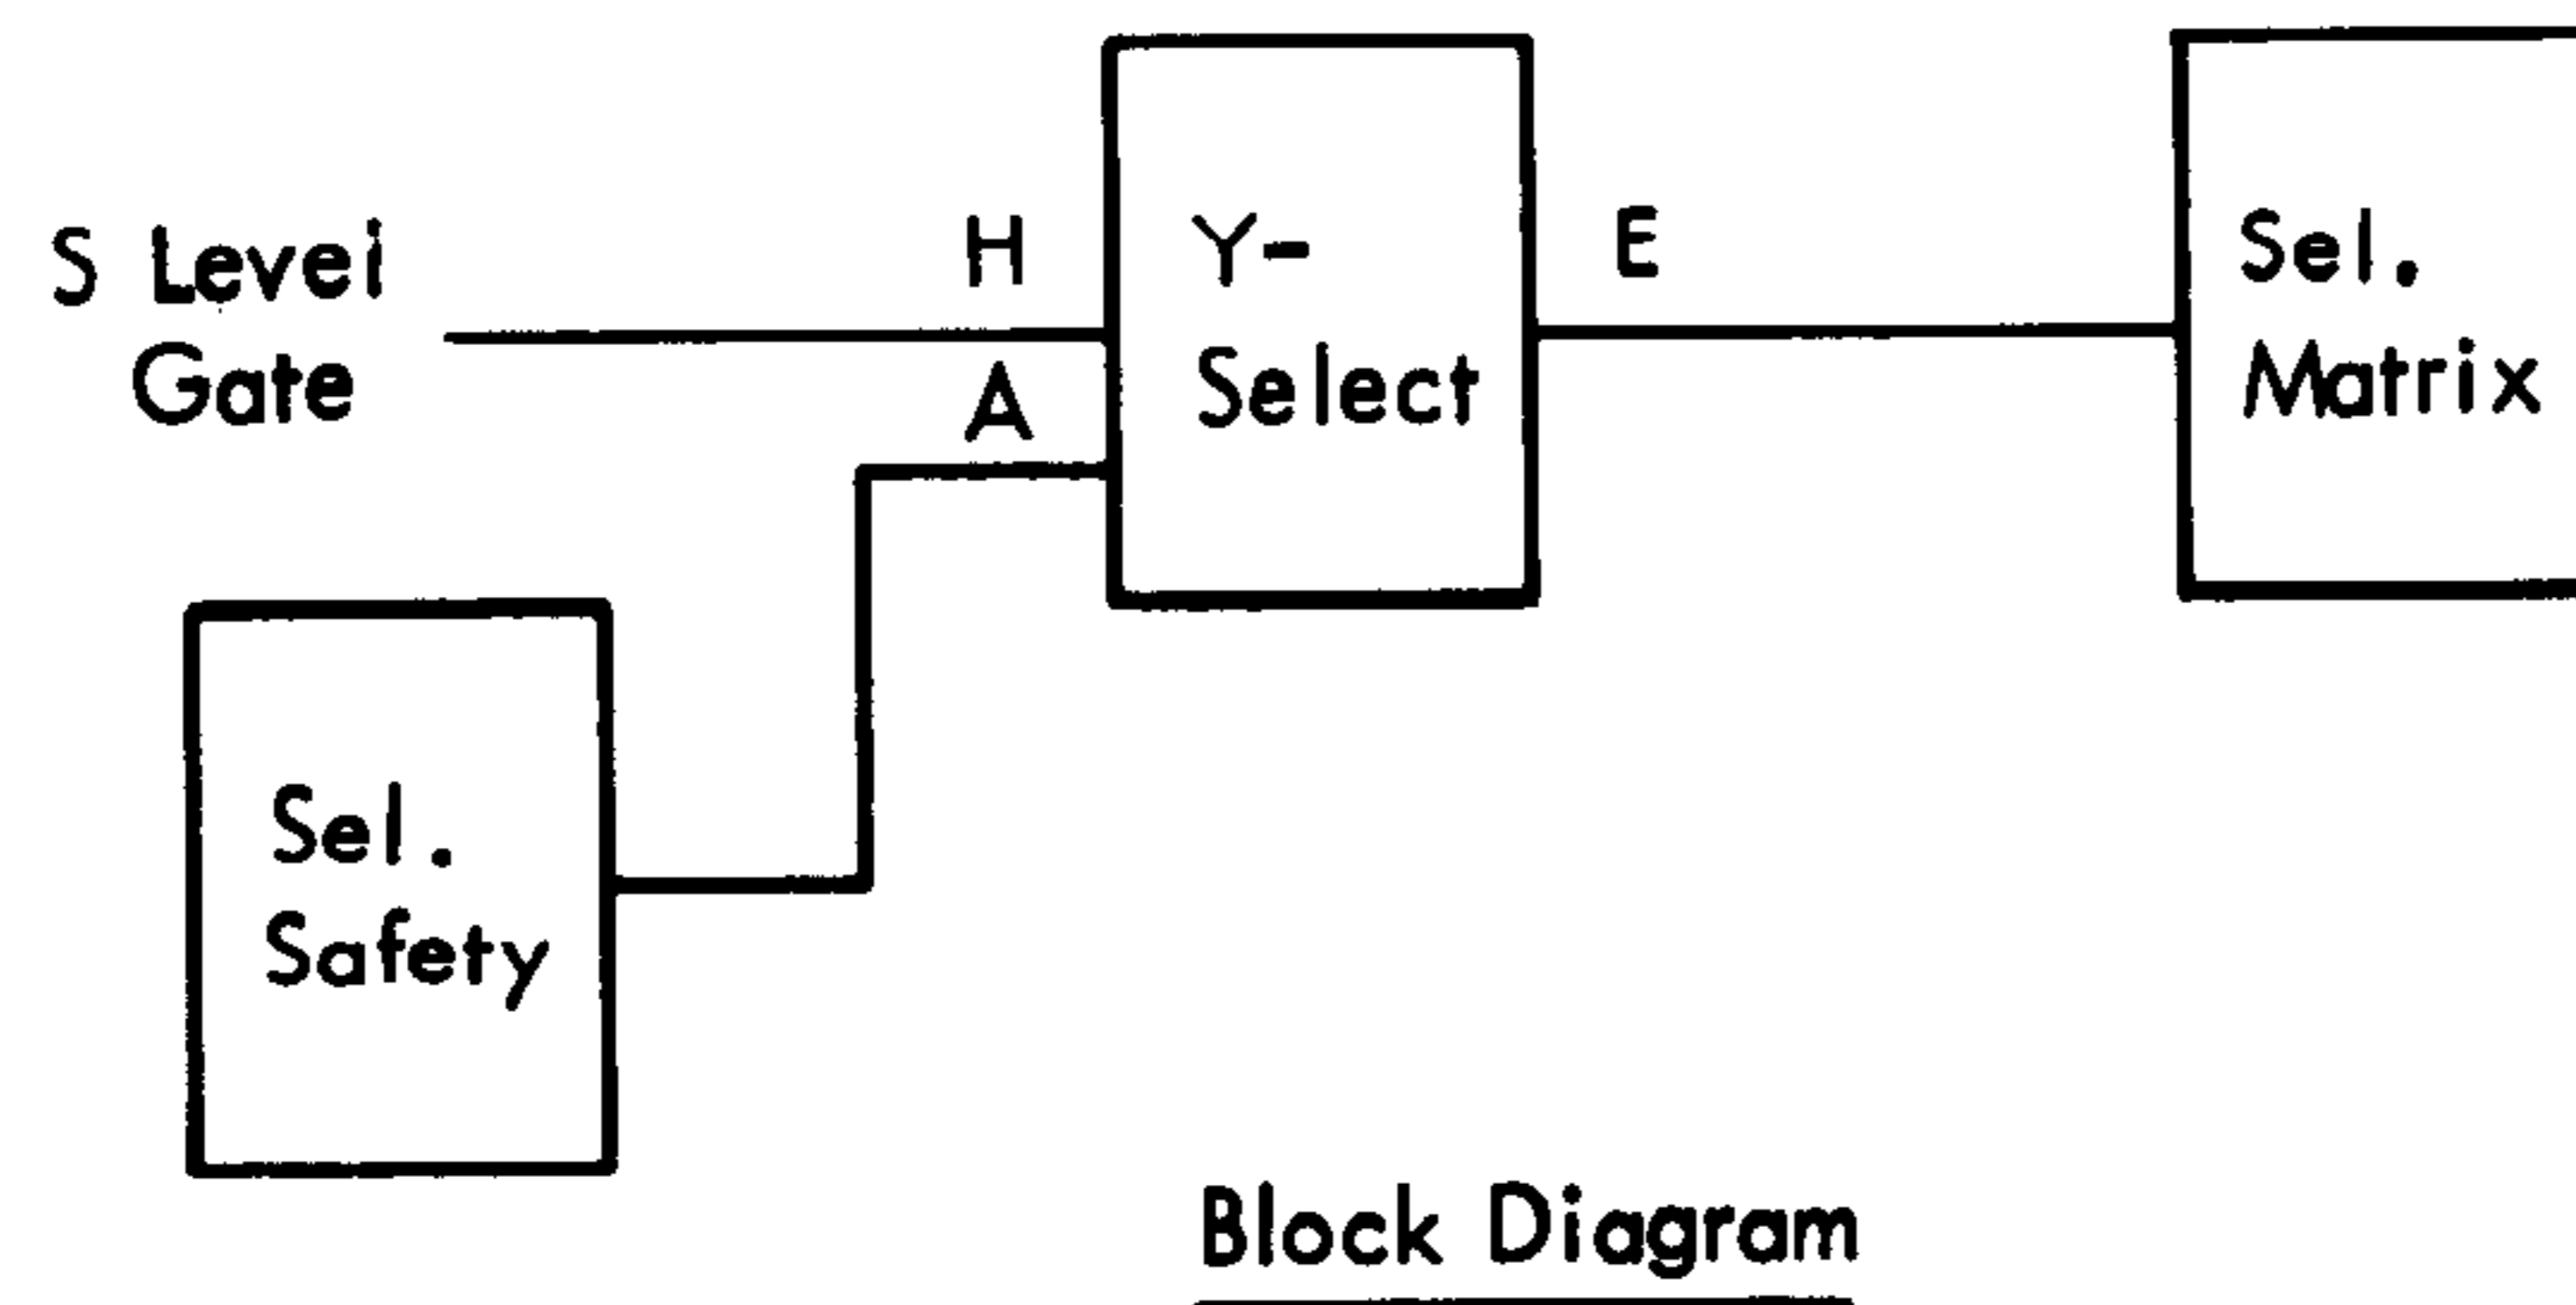 S Level
Gate
H
A
Y-
Select
E
Sel.
Matrix
Sel.
Safety
Block Diagram